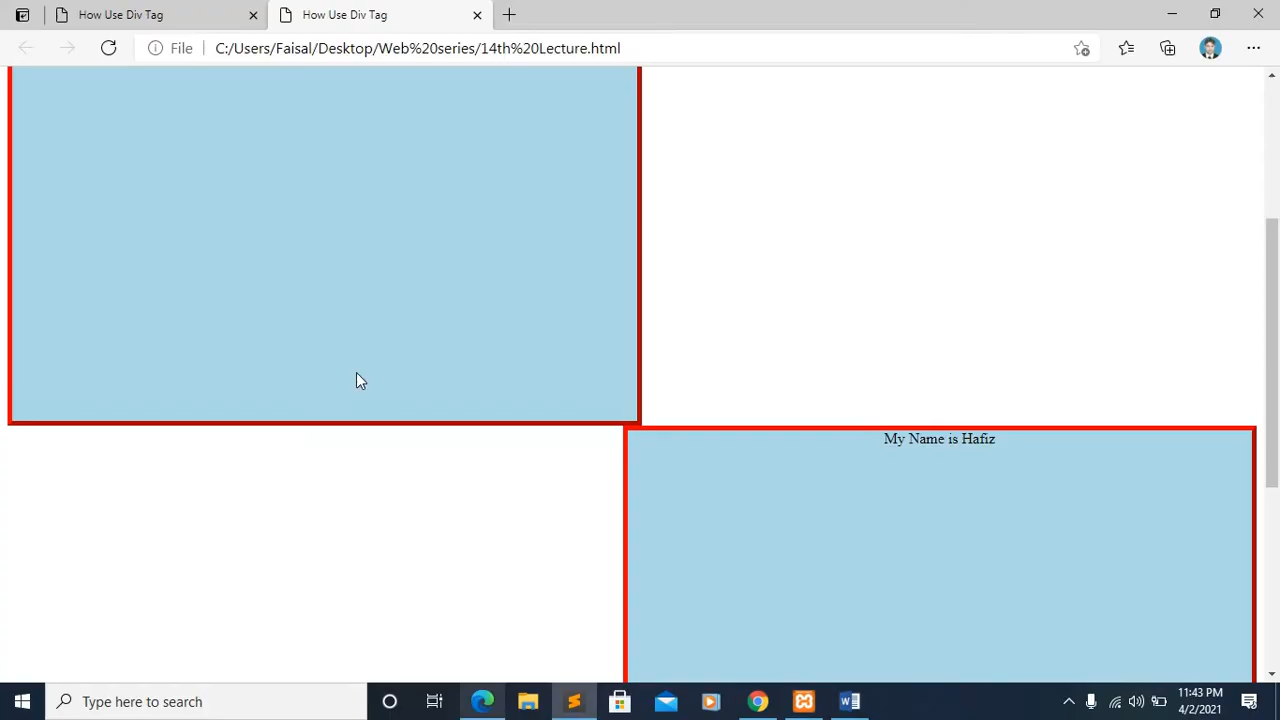 How Use Div Tag
How Use Div Tag
File
C:/Users/Faisal/Desktop/Web%20series/14th%20Lecture.html
My Name is Hafiz
Type here to search
11:43 PM
4/2/2021